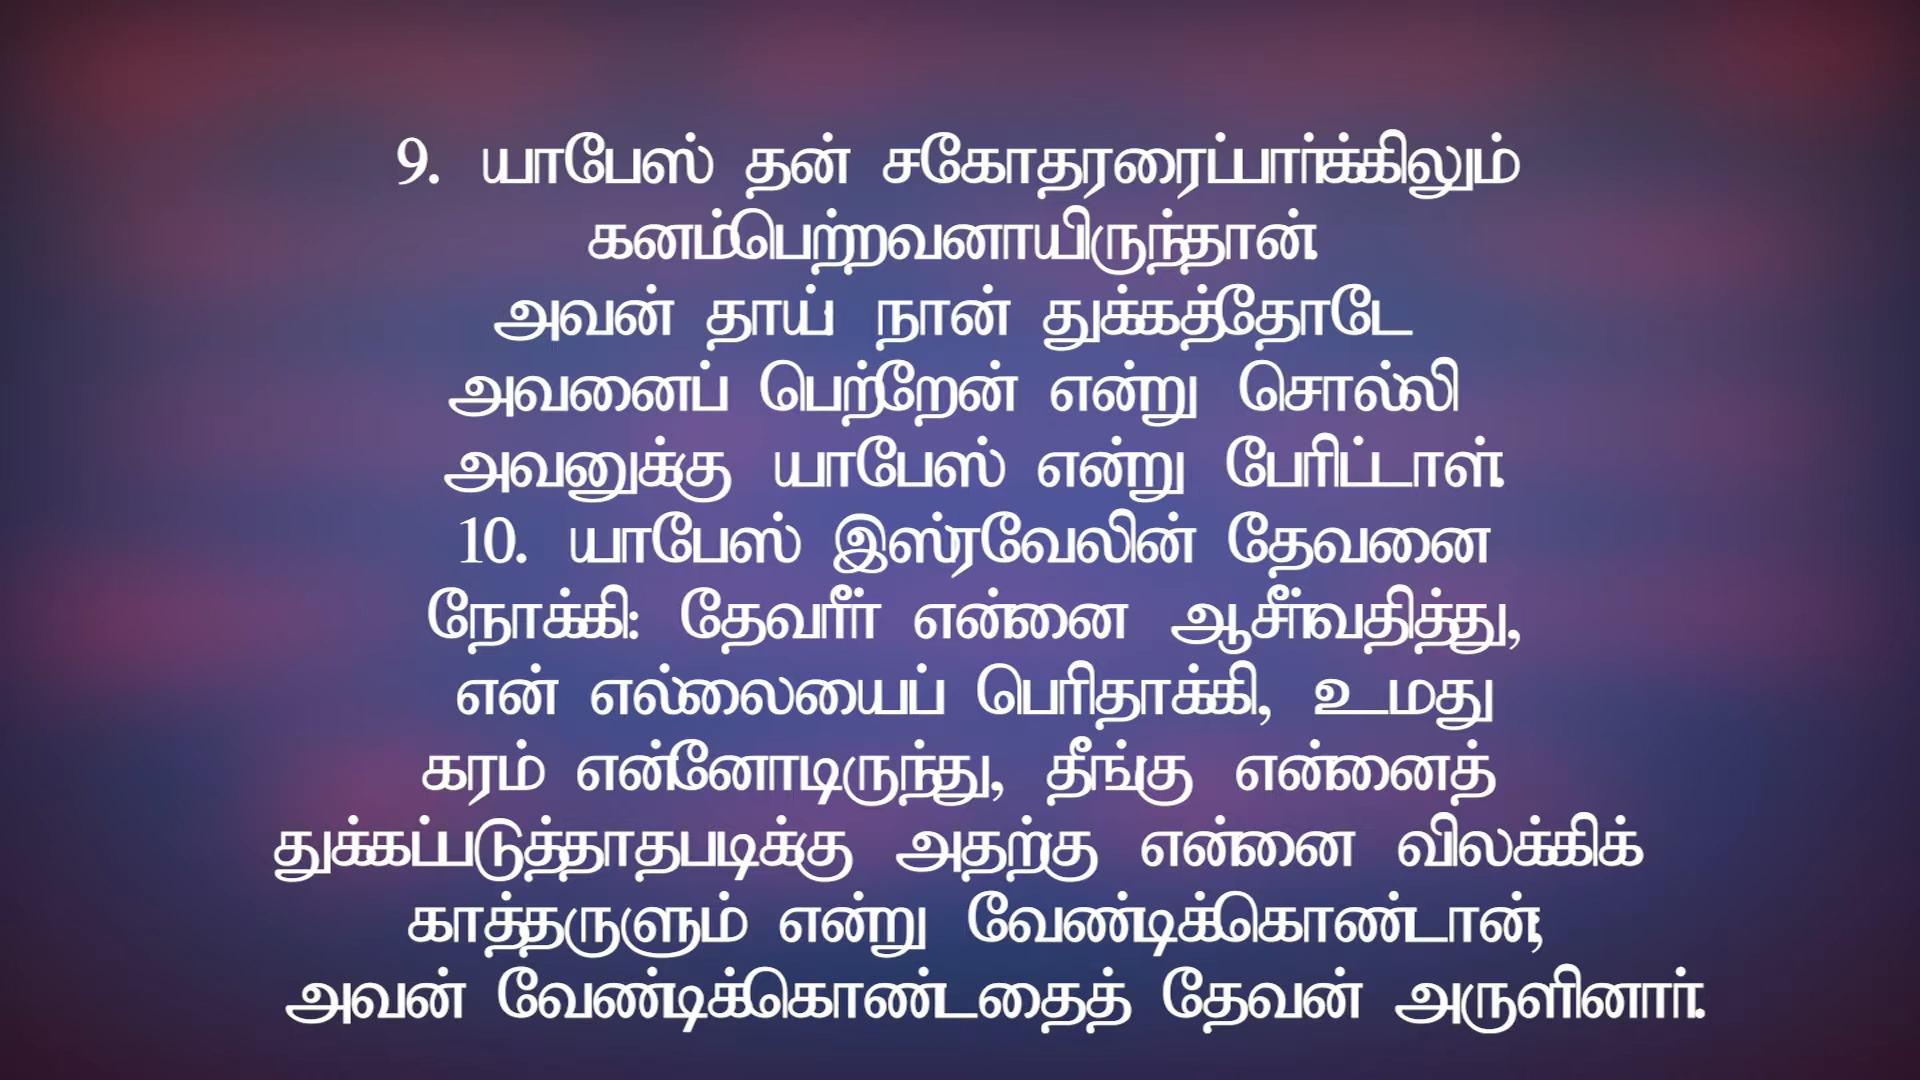 9. யாபேஸ் தன் சகோதரரைப்பார்க்கிலும்
கனம்பெற்றவனாயிருந்தான்.
அவன் தாய்: நான் துக்கத்தோடே
அவனைப் பெற்றேன் என்று சொல்லி
அவனுக்கு யாபேஸ் என்று பேரிட்டாள்.
10. யாபேஸ் இஸ்ரவேலின் தேவனை
நோக்கி: தேவரீர் என்னை ஆசீர்வதித்து,
என் எல்லையைப் பெரிதாக்கி, உமது
கரம் என்னோடிருந்து, தீங்கு என்னைத்
துக்கப்படுத்தாதபடிக்கு அதற்கு என்னை விலக்கிக்
காத்தருளும் என்று வேண்டிக்கொண்டான்;
அவன் வேண்டிக்கொண்டதைத் தேவன் அருளினார்.